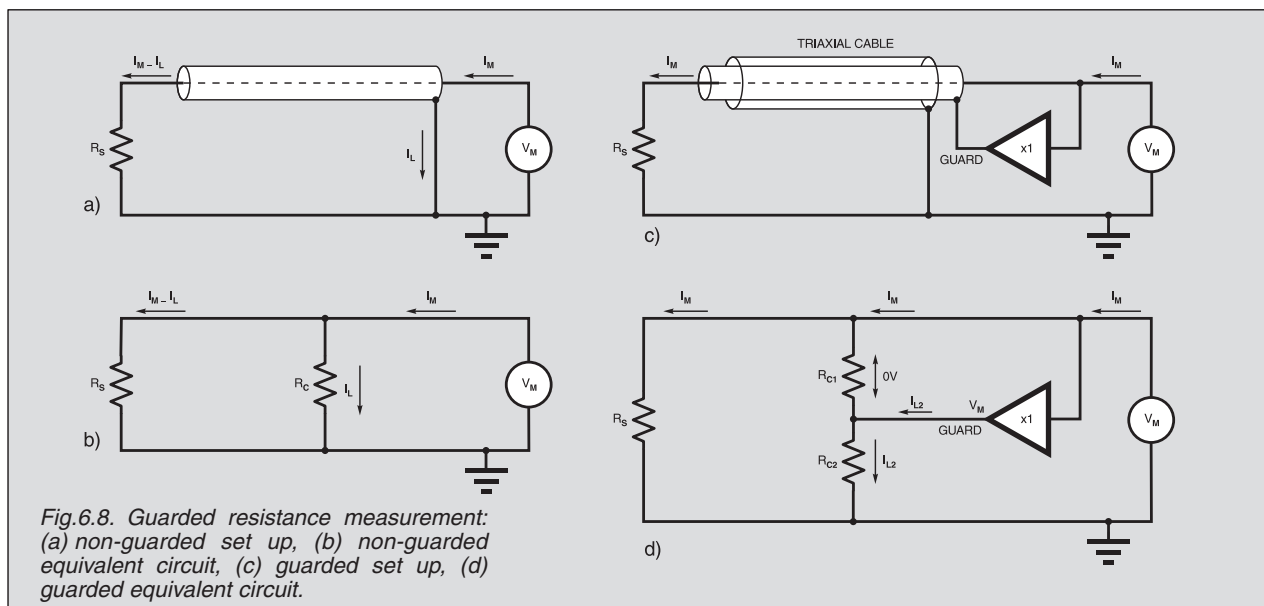 I_M – I_L
I_M
R_S
I_L
V_M
a)
TRIAXIAL CABLE
I_M
I_M
R_S
GUARD
x1
V_M
c)
I_M – I_L
I_M
R_S
R_C
I_L
V_M
b)
I_M
I_M
I_M
R_C1
0V
I_L2
V_M
x1
V_M
R_S
GUARD
R_C2
I_L2
d)
Fig.6.8. Guarded resistance measurement:
(a) non-guarded set up, (b) non-guarded
equivalent circuit, (c) guarded set up, (d)
guarded equivalent circuit.